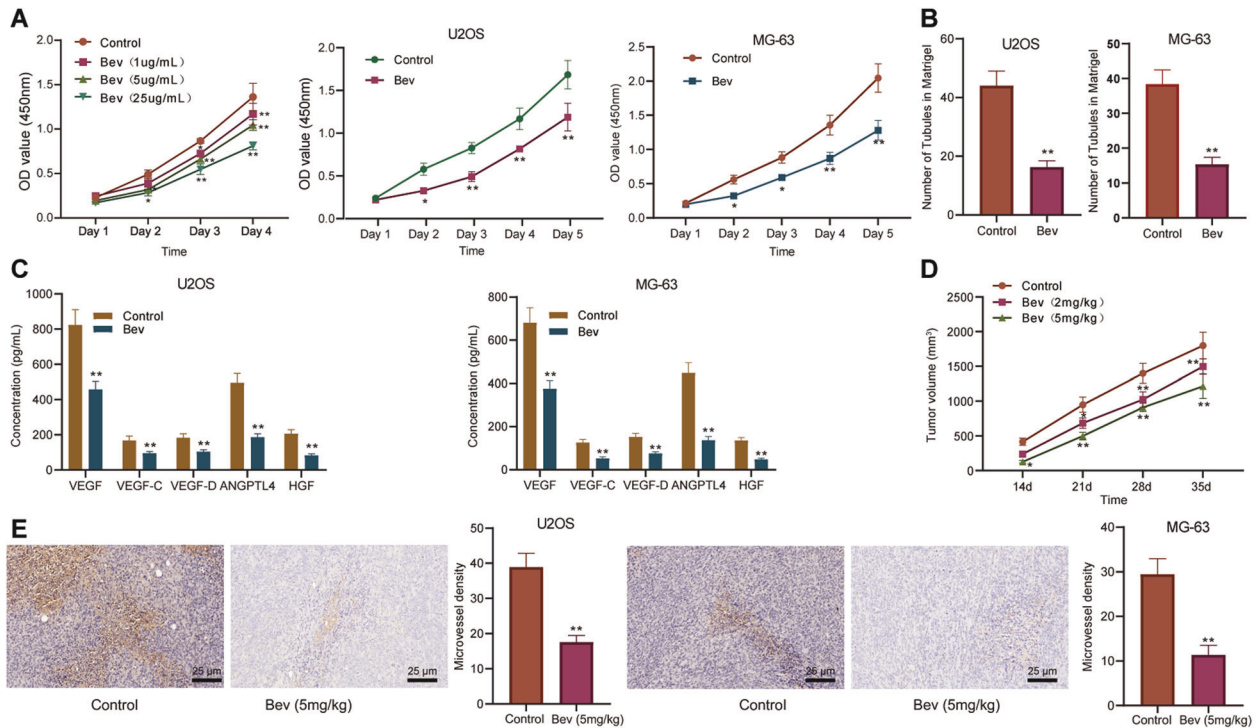 A
OD value (450nm)
2.0
1.5
1.0
0.5
0.0
Control
Bev（1ug/mL）
Bev（5ug/mL）
Bev（25ug/mL）
*
*
**
**
**
**
**
Day 1 Day 2 Day 3 Day 4
Time
U2OS
OD value (450nm)
2.0
1.5
1.0
0.5
0.0
Control
Bev
*
**
**
**
Day 1 Day 2 Day 3 Day 4 Day 5
Time
MG-63
OD value (450nm)
2.5
2.0
1.5
1.0
0.5
0.0
Control
Bev
*
*
**
**
Day 1 Day 2 Day 3 Day 4 Day 5
Time
B
U2OS
Number of Tubules in Matrigel
60
40
20
0
**
Control Bev
MG-63
Number of Tubules in Matrigel
50
40
30
20
10
0
**
Control Bev
C
U2OS
Concentration (pg/mL)
1000
800
600
400
200
0
Control
Bev
** ** ** ** **
VEGF VEGF-C VEGF-D ANGPTL4 HGF
MG-63
Concentration (pg/mL)
800
600
400
200
0
Control
Bev
** ** ** ** **
VEGF VEGF-C VEGF-D ANGPTL4 HGF
D
Control
Bev（2mg/kg）
Bev（5mg/kg）
Tumor volume (mm³)
2500
2000
1500
1000
500
0
*
*
**
**
**
**
**
14d 21d 28d 35d
Time
E
25 µm
Control
25 µm
Bev (5mg/kg)
U2OS
Microvessel density
50
40
30
20
10
0
**
Control Bev (5mg/kg)
25 µm
Control
25 µm
Bev (5mg/kg)
MG-63
Microvessel density
40
30
20
10
0
**
Control Bev (5mg/kg)